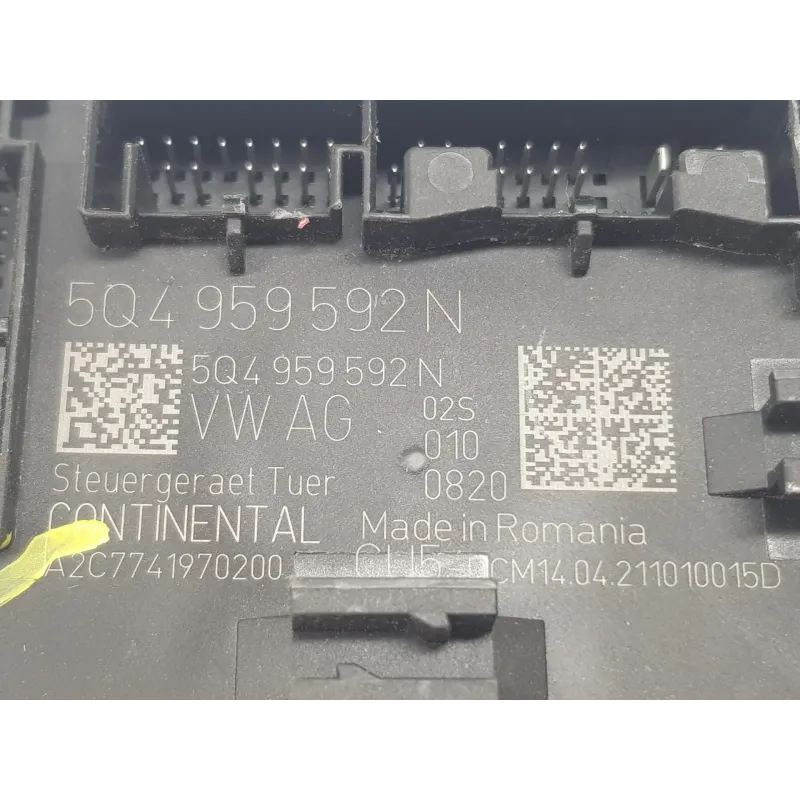 5Q4 959 592 N
5Q4 959 592 N
VW AG
02S
010
0820
Steuergeraet Tuer
CONTINENTAL
Made in Romania
A2C7741970200
CM14.04.211010015D